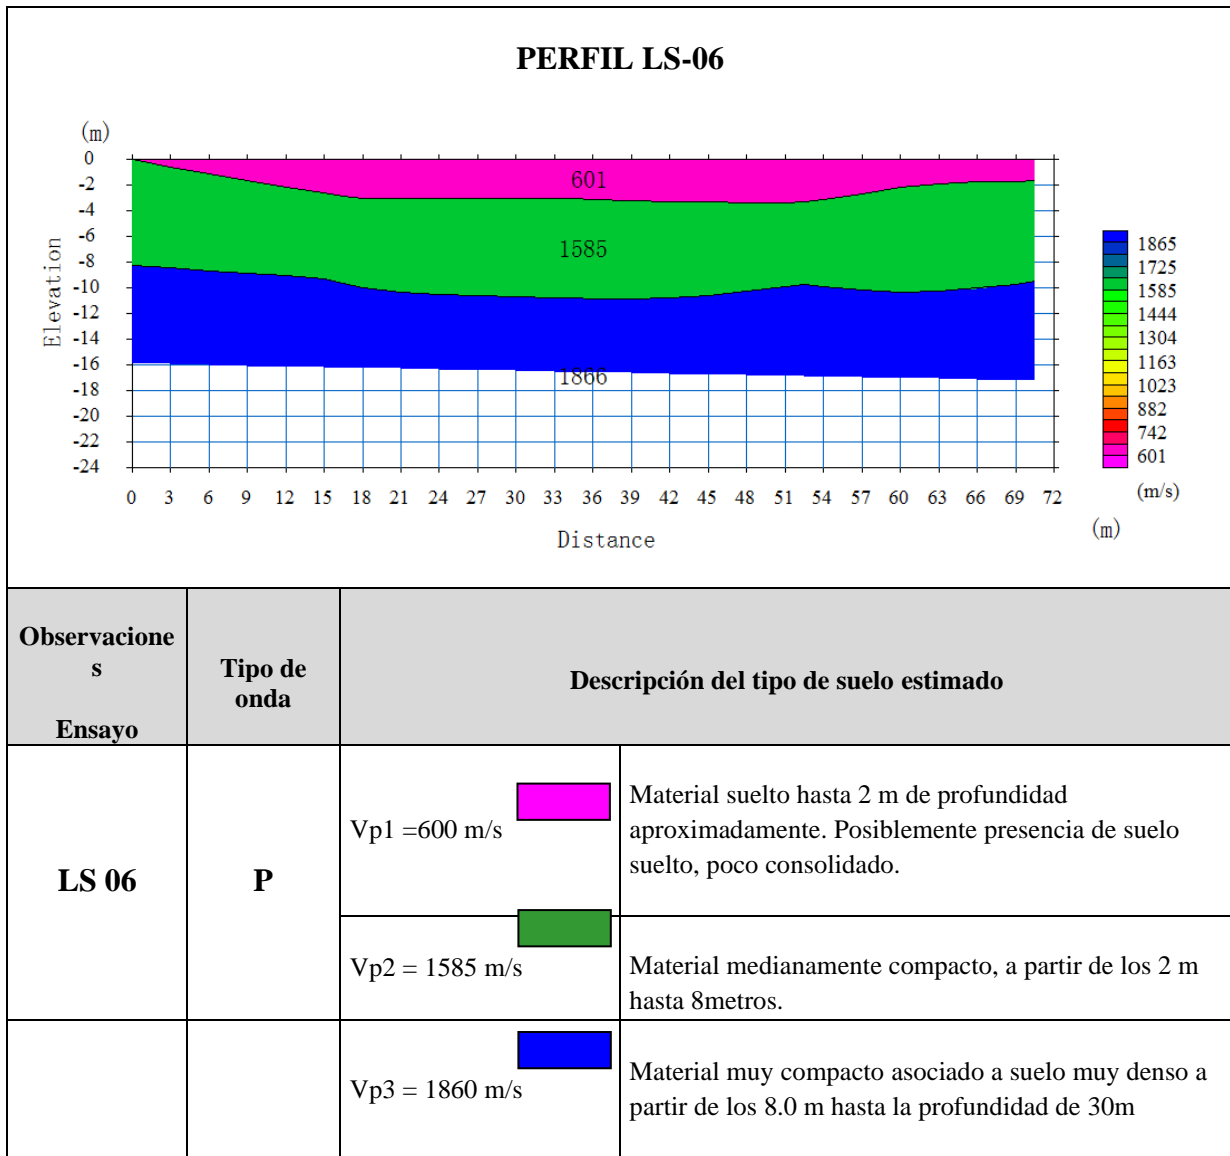 PERFIL LS-06
(m)
0
-2
-4
-6
-8
-10
-12
-14
-16
-18
-20
-22
-24
Elevation
601
1585
1866
0 3 6 9 12 15 18 21 24 27 30 33 36 39 42 45 48 51 54 57 60 63 66 69 72
(m)
Distance
1865
1725
1585
1444
1304
1163
1023
882
742
601
(m/s)
Observacione
s
Ensayo
Tipo de
onda
Descripción del tipo de suelo estimado
LS 06
P
Vp1 =600 m/s
Material suelto hasta 2 m de profundidad
aproximadamente. Posiblemente presencia de suelo
suelto, poco consolidado.
Vp2 = 1585 m/s
Material medianamente compacto, a partir de los 2 m
hasta 8metros.
Vp3 = 1860 m/s
Material muy compacto asociado a suelo muy denso a
partir de los 8.0 m hasta la profundidad de 30m